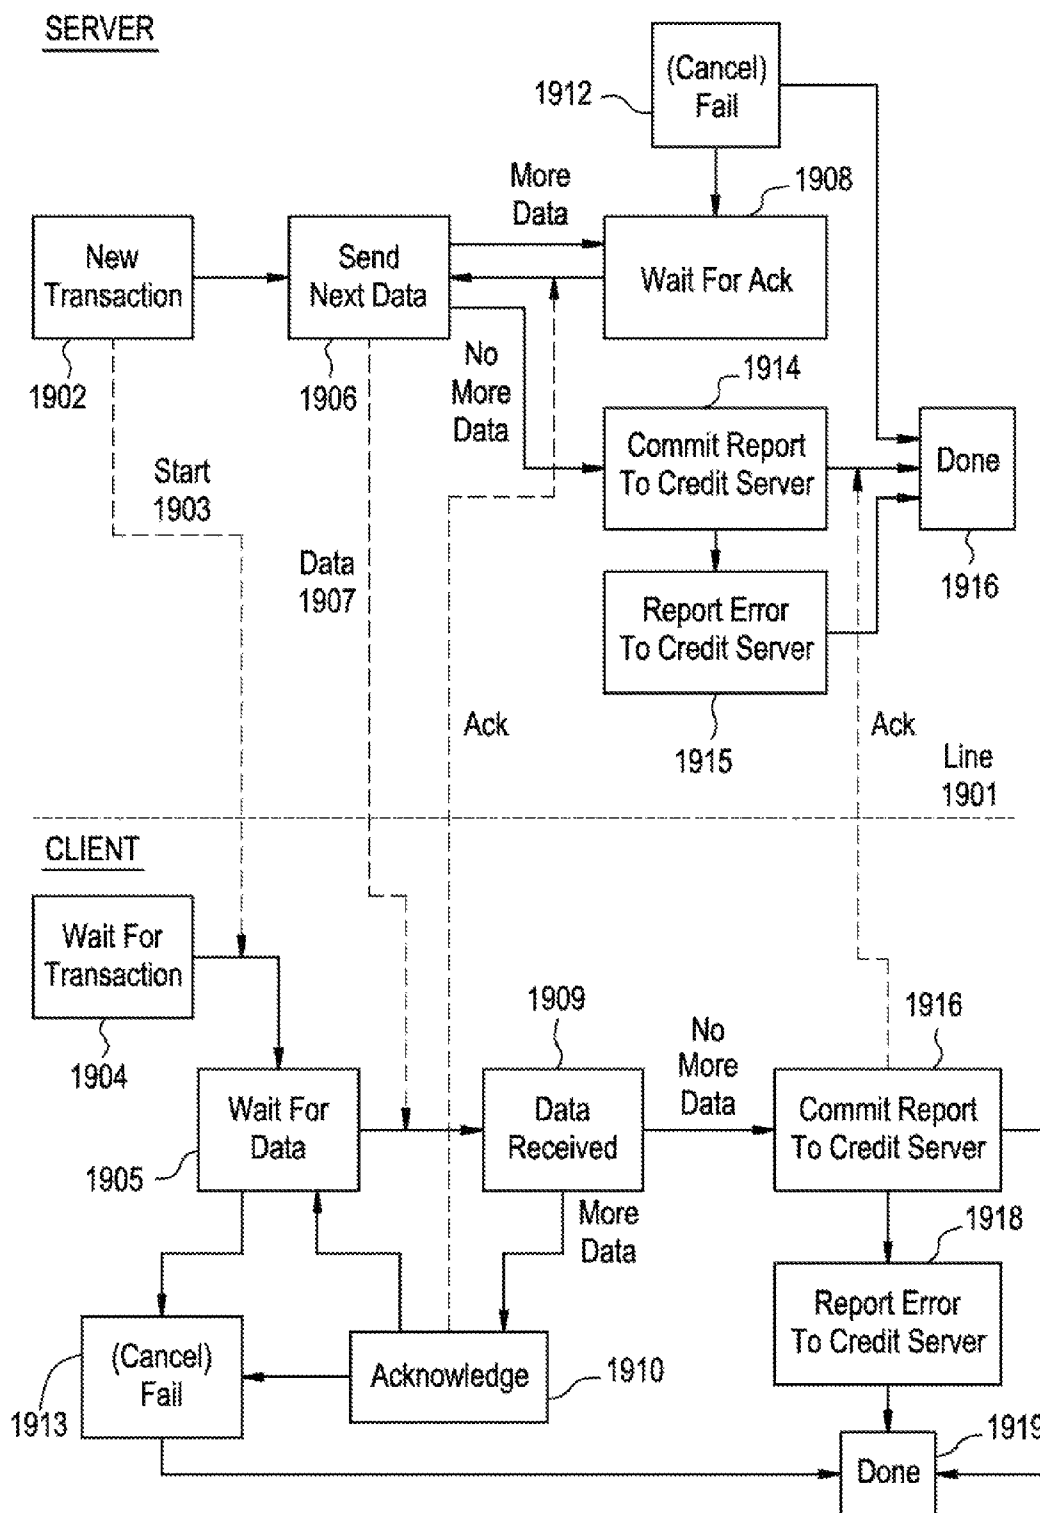 SERVER
(Cancel)
Fail
1912
More
Data
1908
New
Transaction
Send
Next Data
Wait For Ack
1902
1906
No
More
Data
1914
Commit Report
To Credit Server
Done
Start
1903
Data
1907
1916
Report Error
To Credit Server
Ack
Ack
1915
Line
1901
CLIENT
Wait For
Transaction
1904
1909
No
More
Data
1916
Wait For
Data
Data
Received
Commit Report
To Credit Server
1905
More
Data
1918
(Cancel)
Fail
Acknowledge
1910
Report Error
To Credit Server
1913
1919
Done